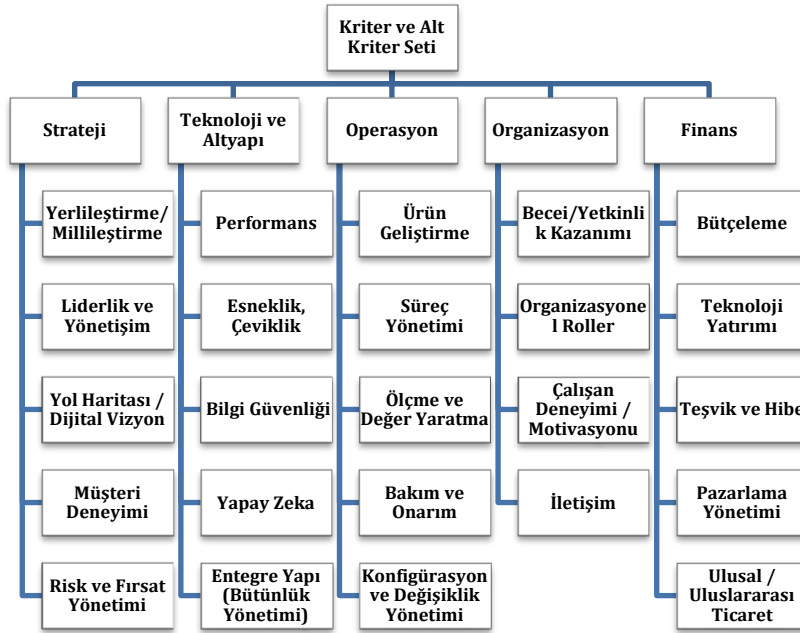 Kriter ve Alt
Kriter Seti
Strateji
Teknoloji ve
Altyapı
Operasyon
Organizasyon
Finans
Yerlileştirme/
Millileştirme
Performans
Ürün
Geliştirme
Becei/Yetkinli
k Kazanımı
Bütçeleme
Liderlik ve
Yönetişim
Esneklik,
Çeviklik
Süreç
Yönetimi
Organizasyone
l Roller
Teknoloji
Yatırımı
Yol Haritası /
Dijital Vizyon
Bilgi Güvenliği
Ölçme ve
Değer Yaratma
Çalışan
Deneyimi /
Motivasyonu
Teşvik ve Hibe
Müşteri
Deneyimi
Yapay Zeka
Bakım ve
Onarım
İletişim
Pazarlama
Yönetimi
Risk ve Fırsat
Yönetimi
Entegre Yapı
(Bütünlük
Yönetimi)
Konfigürasyon
ve Değişiklik
Yönetimi
Ulusal /
Uluslararası
Ticaret